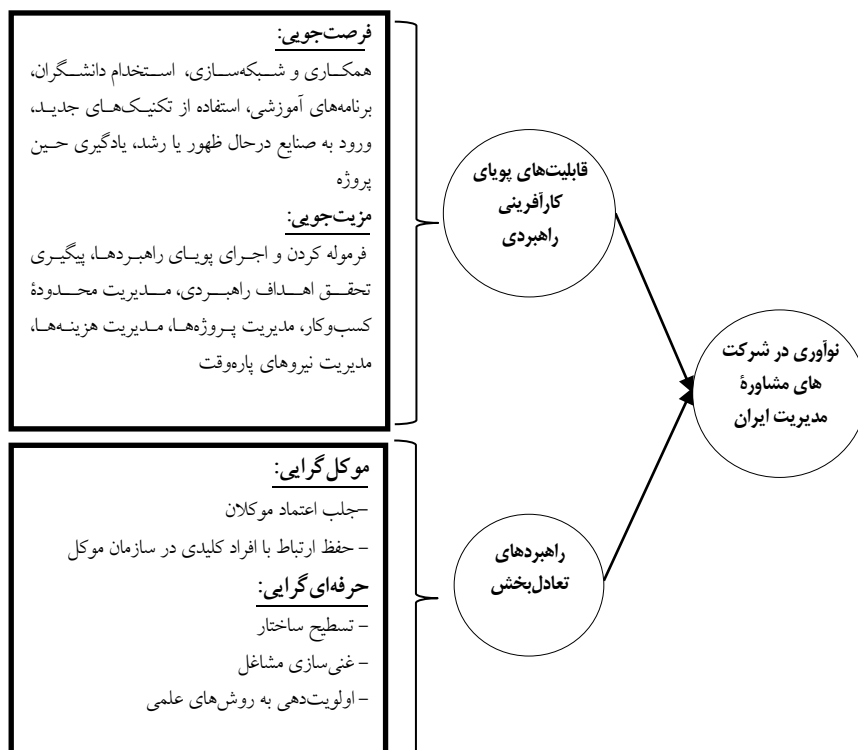 فرصت‌جویی:
همکاری و شبکه‌سازی، استخدام دانشگران،
برنامه‌های آموزشی، استفاده از تکنیک‌های جدید،
ورود به صنایع درحال ظهور یا رشد، یادگیری حین
پروژه
مزیت‌جویی:
فرموله کردن و اجرای پویای راهبردها، پیگیری
تحقق اهداف راهبردی، مدیریت محدودۀ
کسب‌وکار، مدیریت پروژه‌ها، مدیریت هزینه‌ها،
مدیریت نیروهای پاره‌وقت
موکل‌گرایی:
-جلب اعتماد موکلان
- حفظ ارتباط با افراد کلیدی در سازمان موکل
حرفه‌ای‌گرایی:
- تسطیح ساختار
- غنی‌سازی مشاغل
- اولویت‌دهی به روش‌های علمی
قابلیت‌های پویای
کارآفرینی
راهبردی
راهبردهای
تعادل‌بخش
نوآوری در شرکت
های مشاورۀ
مدیریت ایران